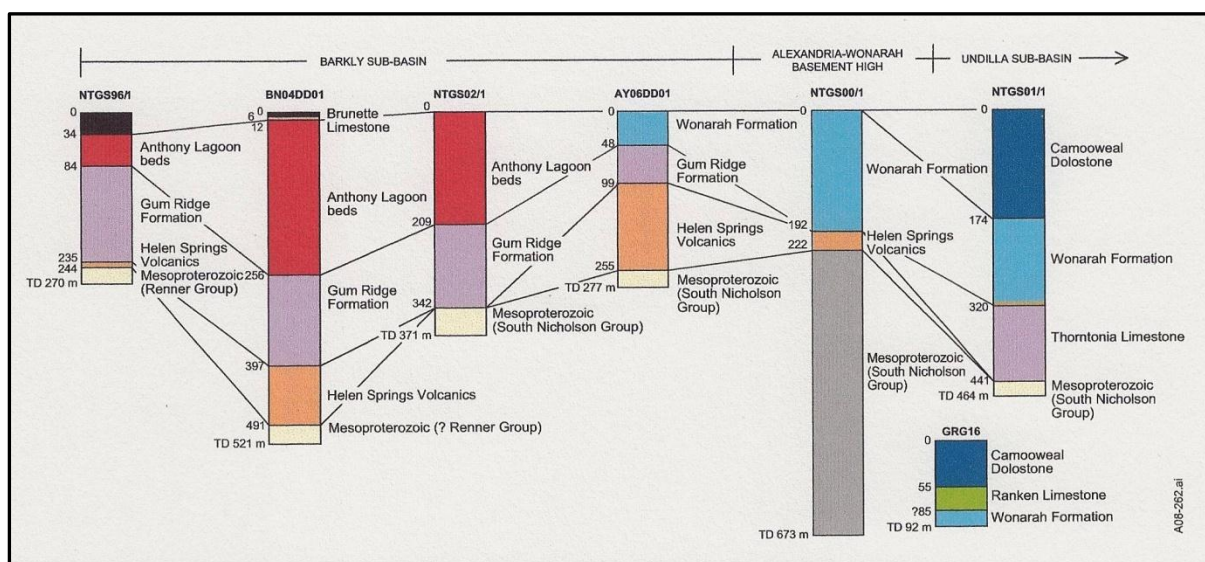 BARKLY SUB-BASIN
ALEXANDRIA-WONARAH
BASEMENT HIGH
UNDILLA SUB-BASIN
NTGS96/1
0
34
84
235
244
TD 270 m
Anthony Lagoon
beds
Gum Ridge
Formation
Helen Springs
Volcanics
Mesoproterozoic
(Renner Group)
BN04DD01
0
6
12
256
397
491
TD 521 m
Brunette
Limestone
Anthony Lagoon
beds
Gum Ridge
Formation
Helen Springs Volcanics
Mesoproterozoic (? Renner Group)
NTGS02/1
0
209
342
TD 371 m
Anthony Lagoon
beds
Gum Ridge
Formation
Mesoproterozoic
(South Nicholson Group)
AY06DD01
0
48
99
255
TD 277 m
Wonarah Formation
Gum Ridge
Formation
Helen Springs
Volcanics
Mesoproterozoic
(South Nicholson
Group)
NTGS00/1
0
192
222
TD 673 m
Wonarah Formation
Helen Springs
Volcanics
Mesoproterozoic
(South Nicholson
Group)
NTGS01/1
0
174
320
441
TD 464 m
Camooweal
Dolostone
Wonarah Formation
Thorntonia Limestone
Mesoproterozoic
(South Nicholson
Group)
GRG16
0
55
?85
TD 92 m
Camooweal
Dolostone
Ranken Limestone
Wonarah Formation
A08-262.ai